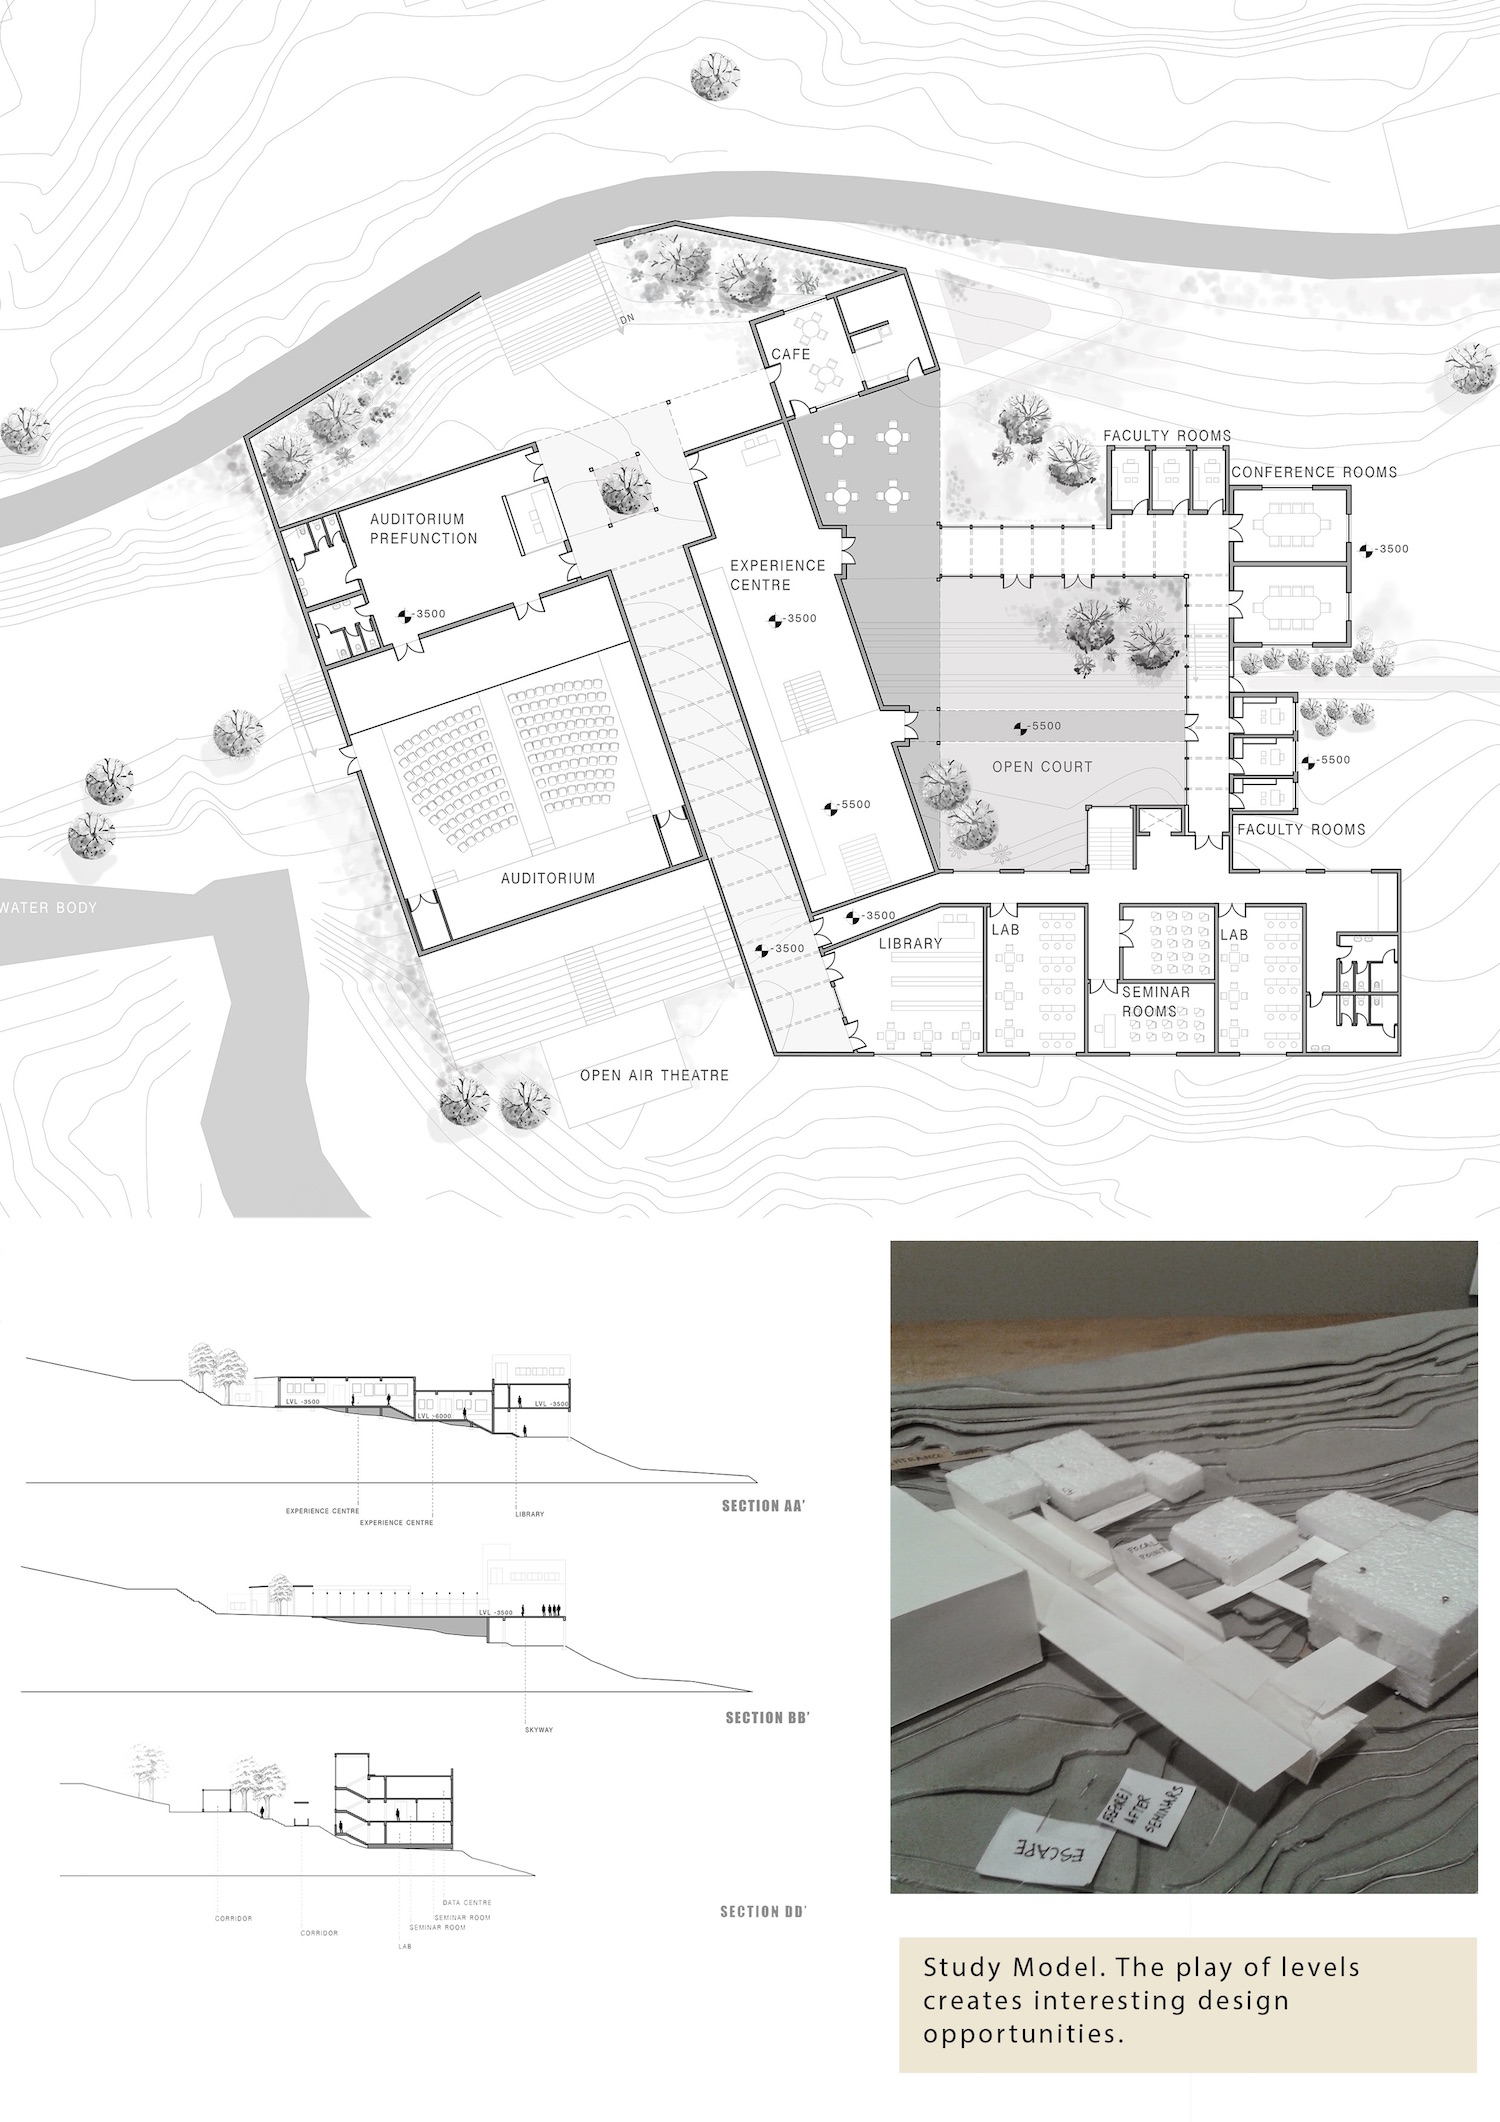 DN
CAFE
FACULTY ROOMS
CONFERENCE ROOMS
AUDITORIUM
PREFUNCTION
-3500
EXPERIENCE
CENTRE
-3500
-3500
-5500
OPEN COURT
-5500
-5500
FACULTY ROOMS
AUDITORIUM
WATER BODY
-3500
-3500
LIBRARY
LAB
LAB
SEMINAR
ROOMS
OPEN AIR THEATRE
LVL -3500
LVL -6000
LVL -3500
EXPERIENCE CENTRE
EXPERIENCE CENTRE
LIBRARY
SECTION AA'
LVL -3500
SKYWAY
SECTION BB'
DATA CENTRE
SEMINAR ROOM
SEMINAR ROOM
CORRIDOR
CORRIDOR
LAB
SECTION DD'
FOCAL
POINT
BEFORE/
AFTER
SEMINARS
ESCAPE
Study Model. The play of levels
creates interesting design
opportunities.